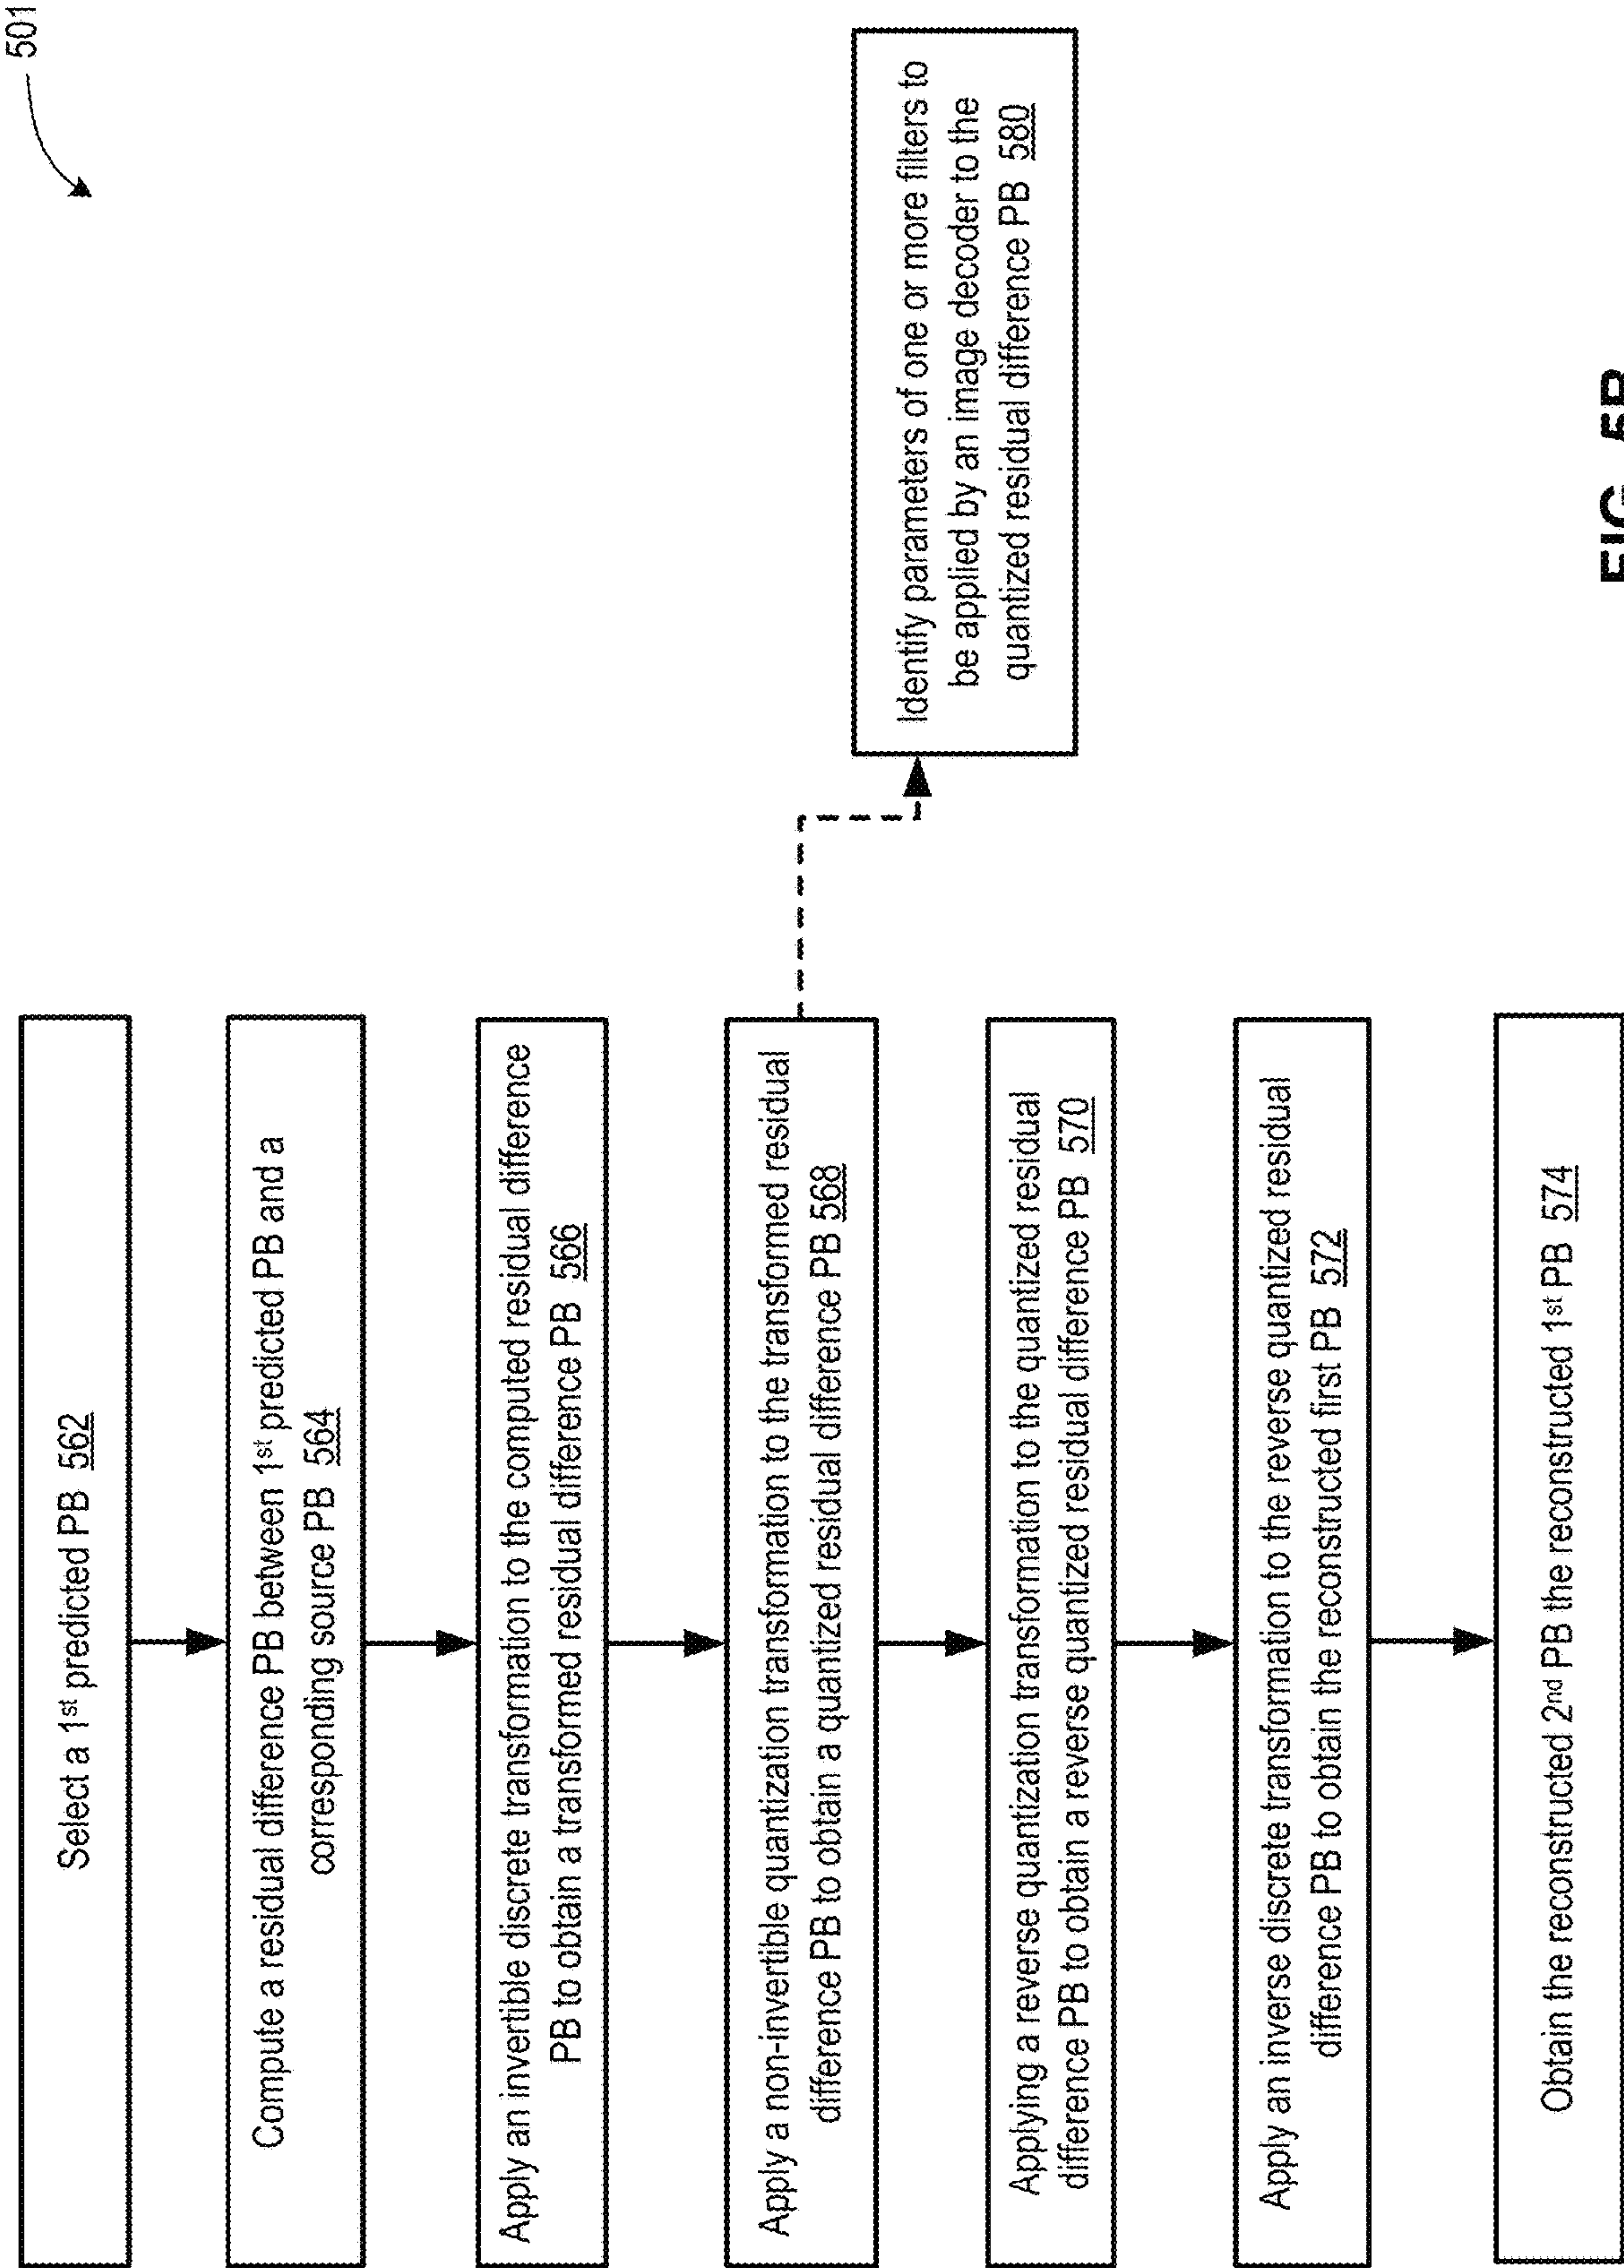 501
Select a 1st predicted PB 562
Compute a residual difference PB between 1st predicted PB and a
corresponding source PB 564
Apply an invertible discrete transformation to the computed residual difference
PB to obtain a transformed residual difference PB 566
Apply a non-invertible quantization transformation to the transformed residual
difference PB to obtain a quantized residual difference PB 568
Identify parameters of one or more filters to
be applied by an image decoder to the
quantized residual difference PB 580
Applying a reverse quantization transformation to the quantized residual
difference PB to obtain a reverse quantized residual difference PB 570
Apply an inverse discrete transformation to the reverse quantized residual
difference PB to obtain the reconstructed first PB 572
Obtain the reconstructed 2nd PB the reconstructed 1st PB 574
FIG. 5B